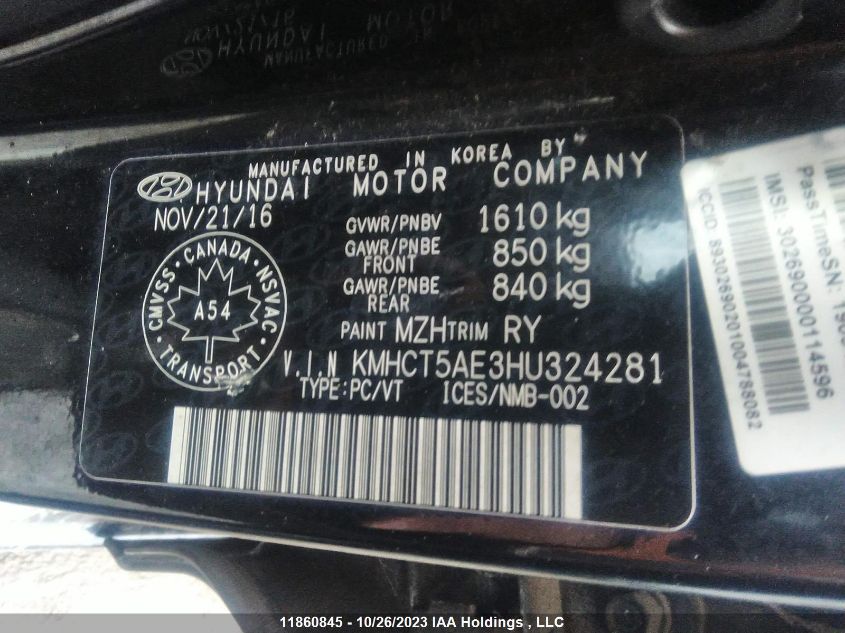 MANUFACTURED IN KOREA BY
HYUNDAI MOTOR COMPANY
NOV/21/16 GVWR/PNBV 1610 kg
GAWR/PNBE FRONT 850 kg
GAWR/PNBE REAR 840 kg
CMVSS • CANADA • NSVAC
A54
TRANSPORT
PAINT MZH TRIM RY
V.I.N KMHCT5AE3HU324281
TYPE:PC/VT ICES/NMB-002
PassTimeSN:
IMSI: 302690000114596
ICCID: 89302690201004788082
11860845 - 10/26/2023 IAA Holdings , LLC